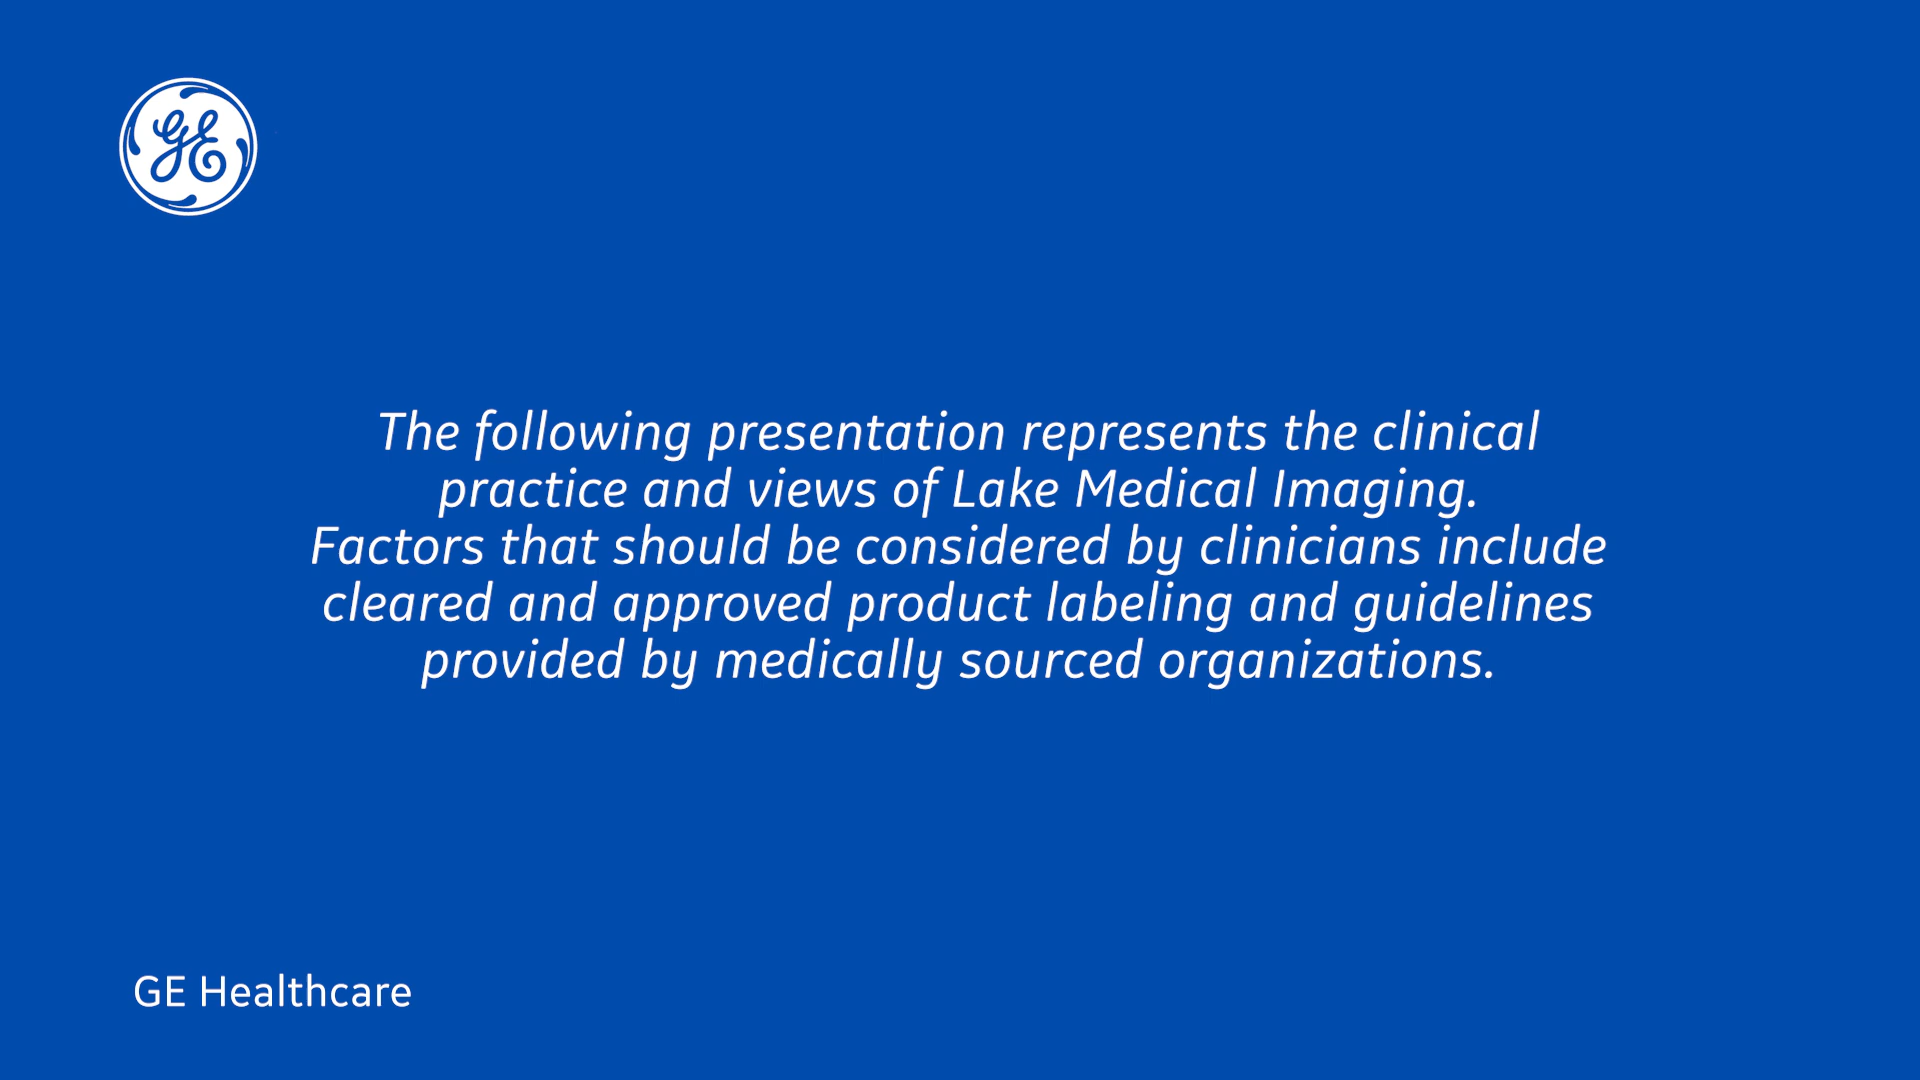 GE
The following presentation represents the clinical
practice and views of Lake Medical Imaging.
Factors that should be considered by clinicians include
cleared and approved product labeling and guidelines
provided by medically sourced organizations.
GE Healthcare